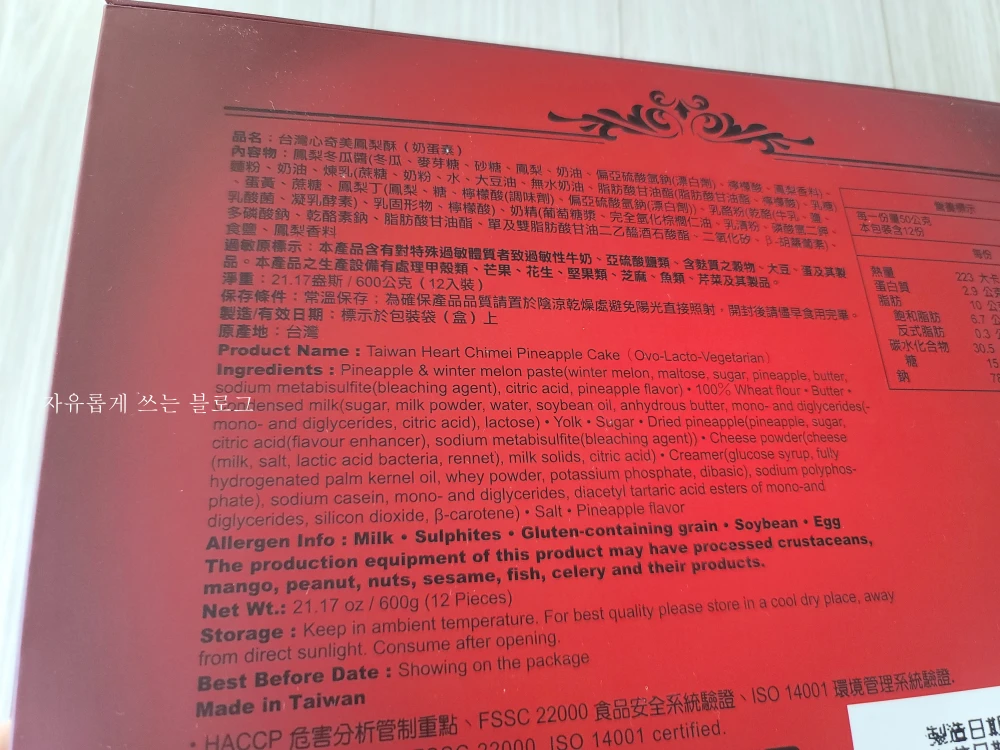 品名：台灣心奇美鳳梨酥（奶蛋素）
內容物：鳳梨冬瓜醬(冬瓜、麥芽糖、砂糖、鳳梨、奶油、偏亞硫酸氫鈉(漂白劑)、檸檬酸、鳳梨香料)、
麵粉、奶油、煉乳(蔗糖、奶粉、水、大豆油、無水奶油、脂肪酸甘油酯(脂肪酸甘油酯、檸檬酸)、乳糖)
、蛋黃、蔗糖、鳳梨丁(鳳梨、糖、檸檬酸(調味劑)、偏亞硫酸氫鈉(漂白劑))、乳酪粉(乾酪(牛乳、鹽、
乳酸菌、凝乳酵素)、乳固形物、檸檬酸)、奶精(葡萄糖漿、完全氫化棕櫚仁油、乳清粉、磷酸氫二鉀、
多磷酸鈉、乾酪素鈉、脂肪酸甘油酯、單及雙脂肪酸甘油二乙醯酒石酸酯、二氧化矽、β-胡蘿蔔素)、
食鹽、鳳梨香料
過敏原標示：本產品含有對特殊過敏體質者致過敏性牛奶、亞硫酸鹽類、含麩質之穀物、大豆、蛋及其製
品。本產品之生產設備有處理甲殼類、芒果、花生、堅果類、芝麻、魚類、芹菜及其製品。
淨重：21.17盎斯 / 600公克（12入裝）
保存條件：常溫保存；為確保產品品質請置於陰涼乾燥處避免陽光直接照射，開封後請儘早食用完畢。
製造/有效日期：標示於包裝袋（盒）上
原產地：台灣
Product Name : Taiwan Heart Chimei Pineapple Cake（Ovo-Lacto-Vegetarian）
Ingredients : Pineapple & winter melon paste(winter melon, maltose, sugar, pineapple, butter,
sodium metabisulfite(bleaching agent), citric acid, pineapple flavor) • 100% Wheat flour • Butter •
Condensed milk(sugar, milk powder, water, soybean oil, anhydrous butter, mono- and diglycerides(-
mono- and diglycerides, citric acid), lactose) • Yolk • Sugar • Dried pineapple(pineapple, sugar,
citric acid(flavour enhancer), sodium metabisulfite(bleaching agent)) • Cheese powder(cheese
(milk, salt, lactic acid bacteria, rennet), milk solids, citric acid) • Creamer(glucose syrup, fully
hydrogenated palm kernel oil, whey powder, potassium phosphate, dibasic), sodium polyphos-
phate), sodium casein, mono- and diglycerides, diacetyl tartaric acid esters of mono-and
diglycerides, silicon dioxide, β-carotene) • Salt • Pineapple flavor
Allergen Info : Milk • Sulphites • Gluten-containing grain • Soybean • Egg
The production equipment of this product may have processed crustaceans,
mango, peanut, nuts, sesame, fish, celery and their products.
Net Wt.: 21.17 oz / 600g (12 Pieces)
Storage : Keep in ambient temperature. For best quality please store in a cool dry place, away
from direct sunlight. Consume after opening.
Best Before Date : Showing on the package
Made in Taiwan
• HACCP 危害分析管制重點、FSSC 22000 食品安全系統驗證、ISO 14001 環境管理系統驗證.
FSSC 22000, ISO 14001 certified.
營養標示
每一份量50公克
本包裝含12份
每份
熱量 223 大卡
蛋白質 2.9 公克
脂肪 10 公
飽和脂肪 6.7 公
反式脂肪 0.3
碳水化合物 30.5
糖 15
鈉
製造日期
자유롭게 쓰는 블로그